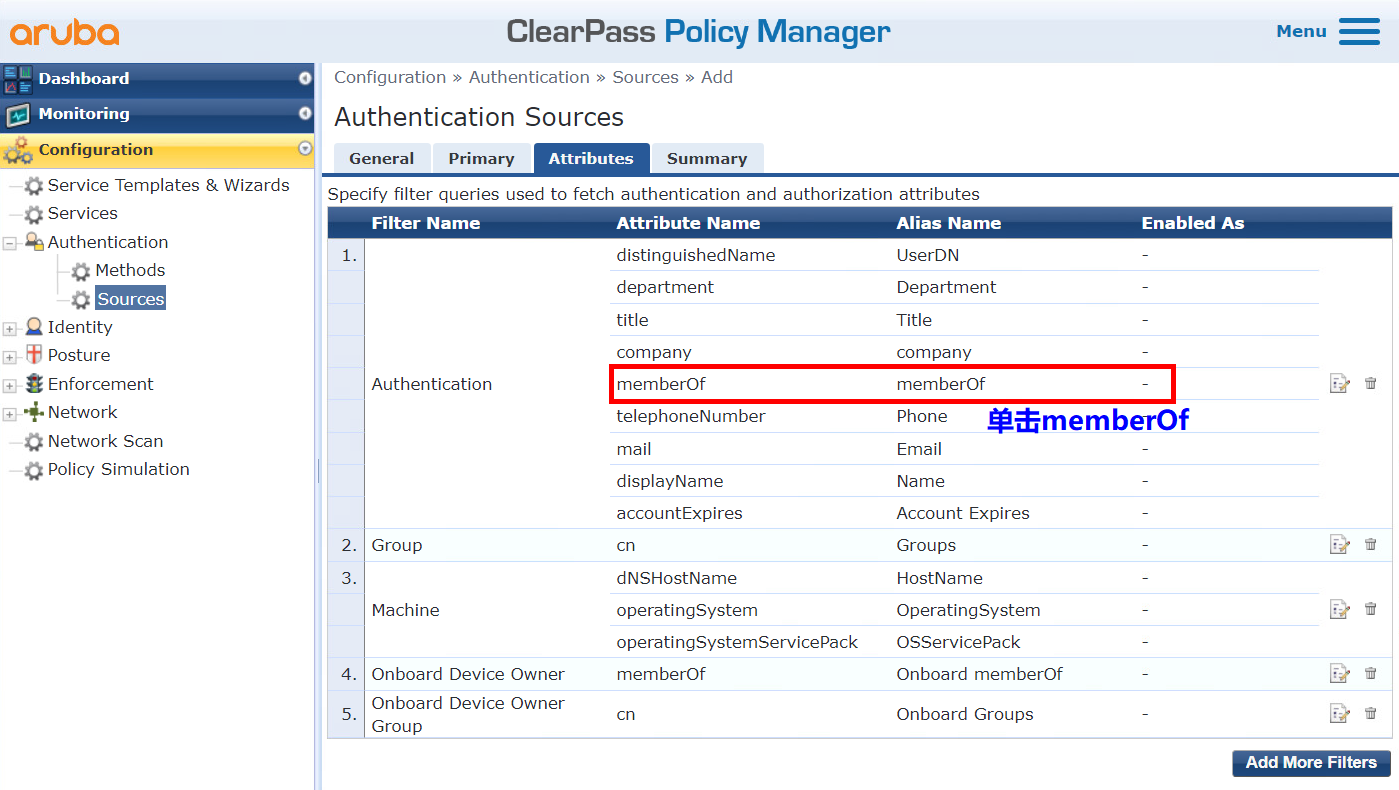 aruba
ClearPass Policy Manager
Menu
Dashboard
Monitoring
Configuration
Service Templates & Wizards
Services
Authentication
Methods
Sources
Identity
Posture
Enforcement
Network
Network Scan
Policy Simulation
Configuration » Authentication » Sources » Add
Authentication Sources
General Primary Attributes Summary
Specify filter queries used to fetch authentication and authorization attributes
Filter Name Attribute Name Alias Name Enabled As
1. Authentication
distinguishedName UserDN -
department Department -
title Title -
company company -
memberOf memberOf -
telephoneNumber Phone -
单击memberOf
mail Email -
displayName Name -
accountExpires Account Expires -
2. Group cn Groups -
3. Machine
dNSHostName HostName -
operatingSystem OperatingSystem -
operatingSystemServicePack OSServicePack -
4. Onboard Device Owner memberOf Onboard memberOf -
5. Onboard Device Owner
Group cn Onboard Groups -
Add More Filters